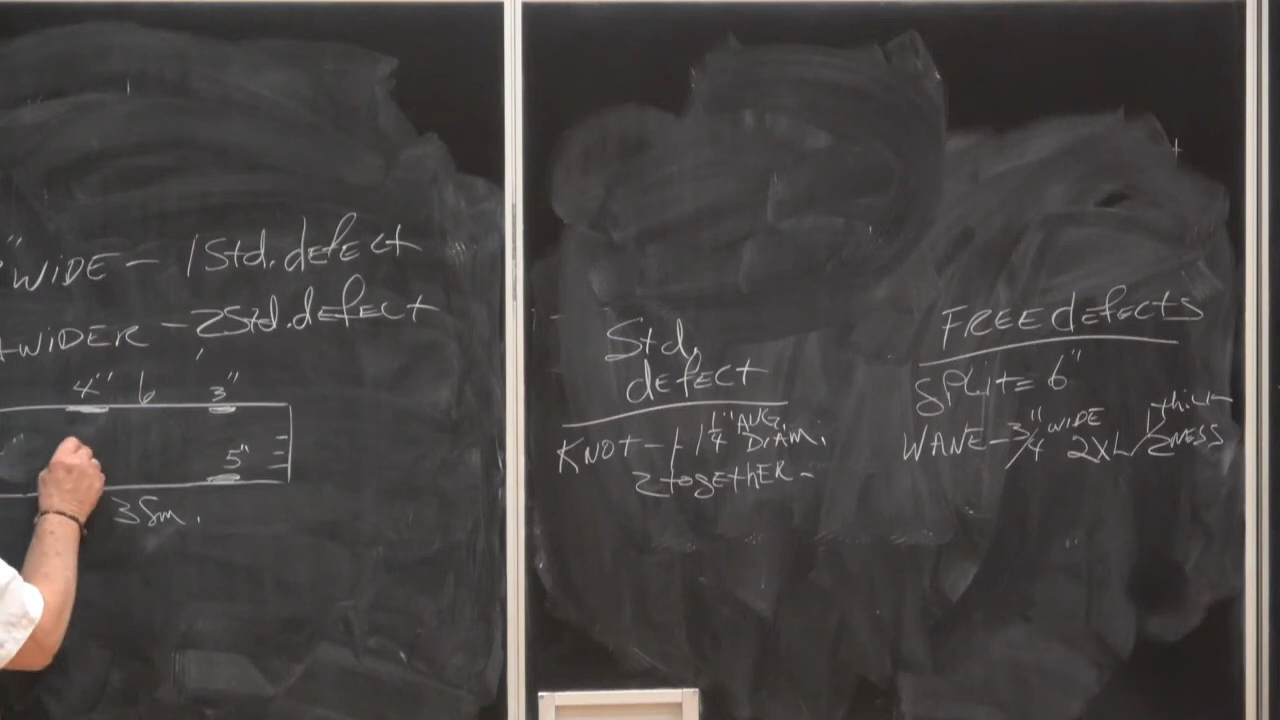 " WIDE - 1 Std. defect
+ WIDER - 2 Std. defect
4" 6 3"
5"
3 Sm.
Std.
defect
KNOT - 1 1/4" AVG.
DIAM.
2 together -
FREE defects
SPLit = 6"
WANE - 3/4" WIDE 2XL 1/2 thickNESS